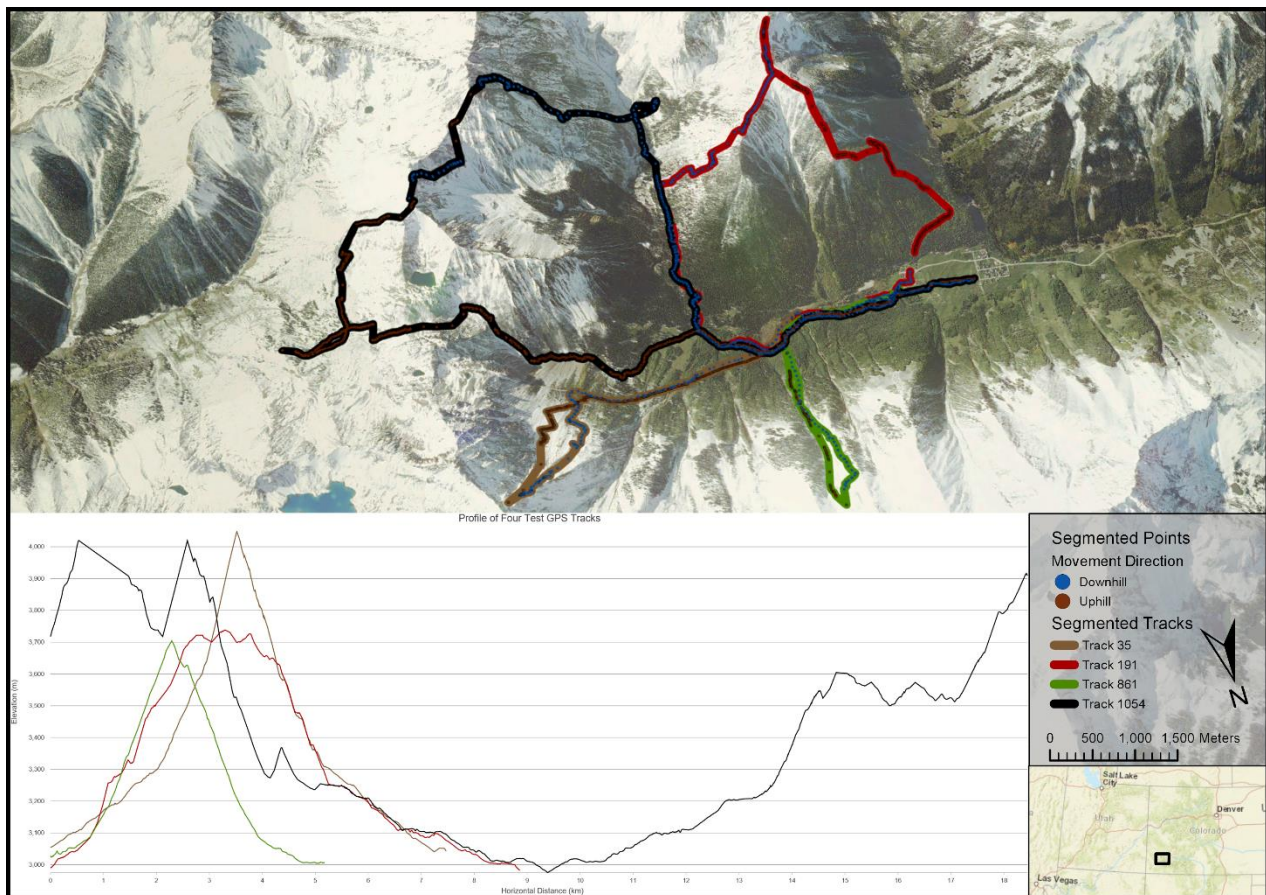 Profile of Four Test GPS Tracks
4,000
3,900
3,800
3,700
3,600
3,500
3,400
3,300
3,200
3,100
3,000
Elevation (m)
0 1 2 3 4 5 6 7 8 9 10 11 12 13 14 15 16 17 18
Horizontal Distance (km)
Segmented Points
Movement Direction
Downhill
Uphill
Segmented Tracks
Track 35
Track 191
Track 861
Track 1054
N
0 500 1,000 1,500 Meters
Salt Lake
City
Denver
Utah
Colorado
Las Vegas